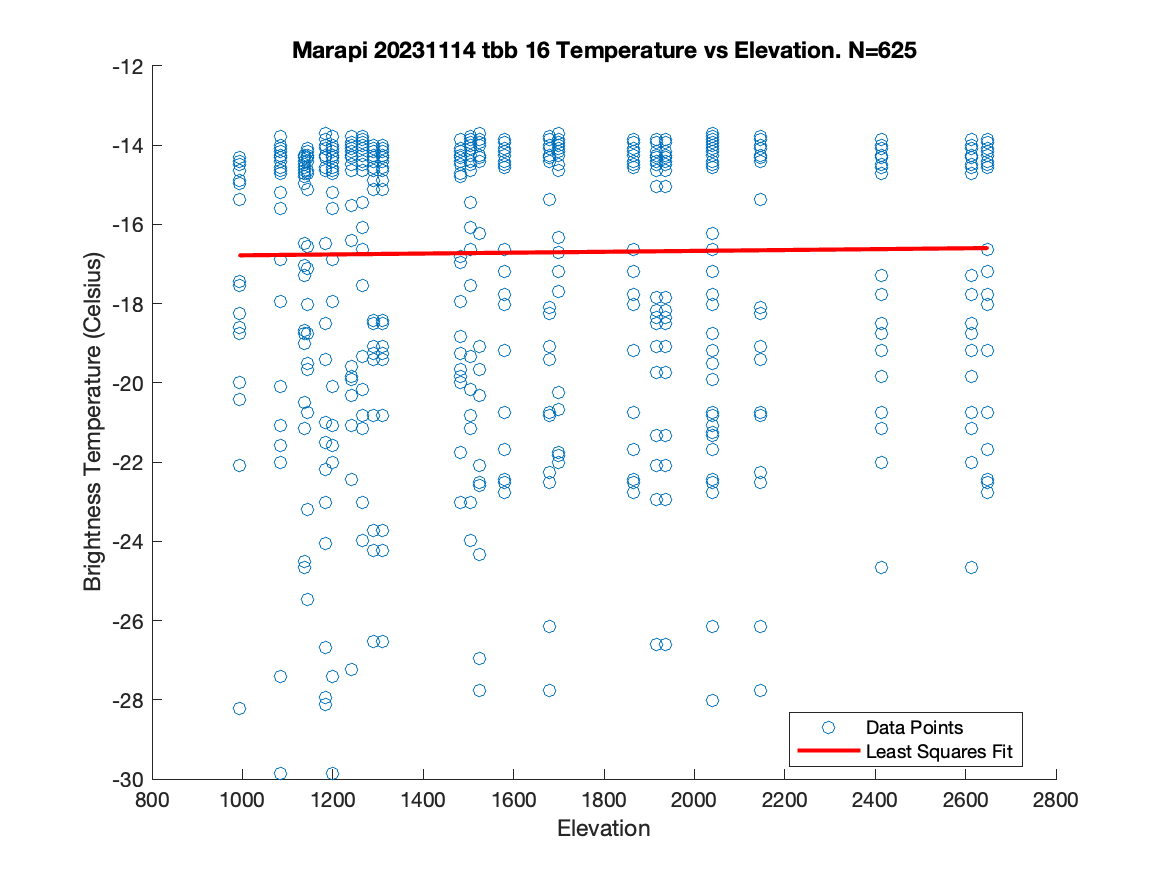 Marapi 20231114 tbb 16 Temperature vs Elevation. N=625
-12
-14
-16
-18
-20
-22
-24
-26
-28
-30
Brightness Temperature (Celsius)
Data Points
Least Squares Fit
800 1000 1200 1400 1600 1800 2000 2200 2400 2600 2800
Elevation